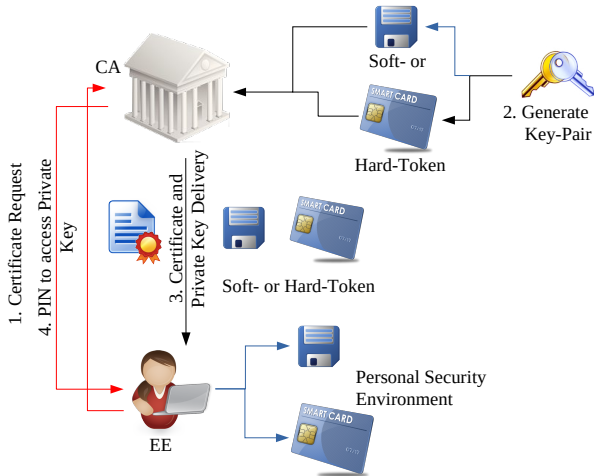 CA
Soft- or
SMART CARD
Hard-Token
2. Generate
Key-Pair
1. Certificate Request
4. PIN to access Private
Key
3. Certificate and
Private Key Delivery
SMART CARD
Soft- or Hard-Token
Personal Security
Environment
SMART CARD
EE